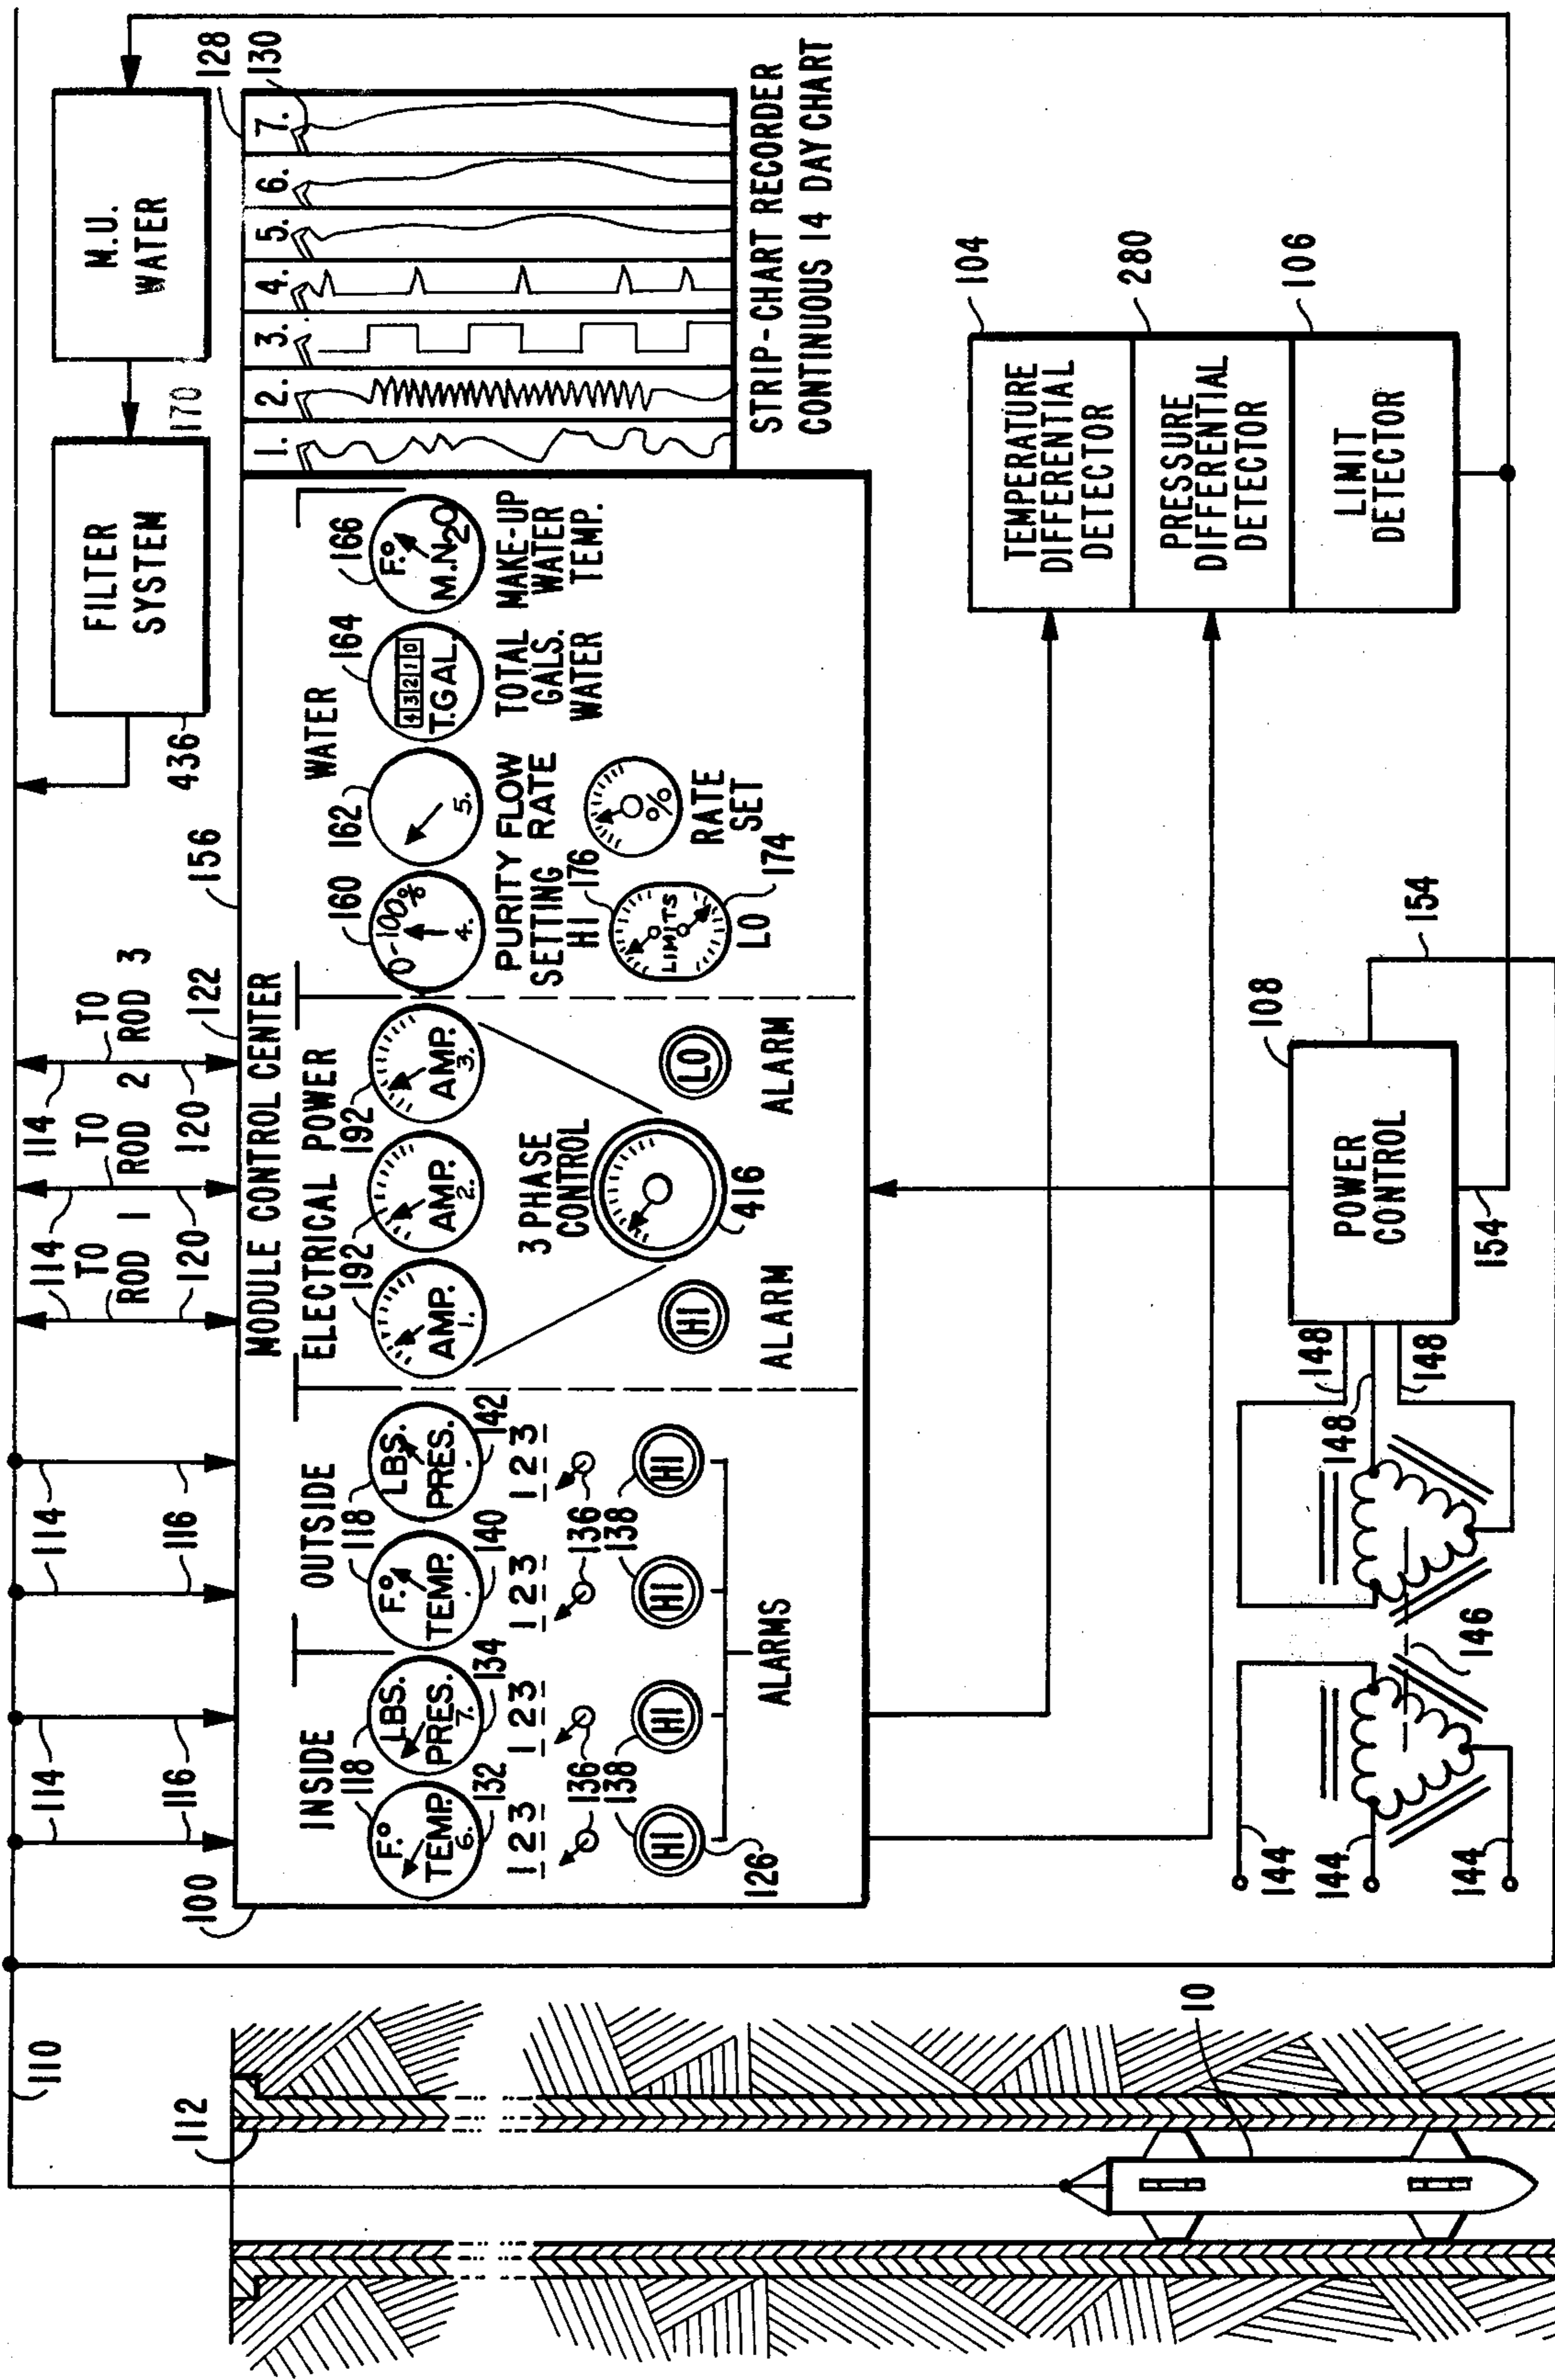 110
112
10
114
114
114
114
116
116
116
116
114
TO
ROD 1
120
114
TO
ROD 2
120
TO
ROD 3
122
156
436
FILTER
SYSTEM
170
M.U.
WATER
128
130
100
MODULE CONTROL CENTER
INSIDE
OUTSIDE
ELECTRICAL POWER
WATER
118
118
192
192
192
160
162
164
166
F.°
TEMP.
6.
LBS.
PRES.
7.
F.°
TEMP.
LBS.
PRES.
AMP.
1.
AMP.
2.
AMP.
3.
0-100%
4.
5.
43210
T.GAL.
F.°
M.N2O
132
134
140
142
1 2 3
1 2 3
1 2 3
1 2 3
136
136
138
138
HI
HI
HI
HI
126
ALARMS
3 PHASE
CONTROL
416
HI
ALARM
LO
ALARM
PURITY
SETTING
FLOW
RATE
TOTAL
GALS.
WATER
MAKE-UP
WATER
TEMP.
HI
176
LIMITS
LO
174
%
RATE
SET
1.
2.
3.
4.
5.
6.
7.
STRIP-CHART RECORDER
CONTINUOUS 14 DAY CHART
TEMPERATURE
DIFFERENTIAL
DETECTOR
104
PRESSURE
DIFFERENTIAL
DETECTOR
280
LIMIT
DETECTOR
106
144
144
144
146
148
148
148
POWER
CONTROL
108
154
154